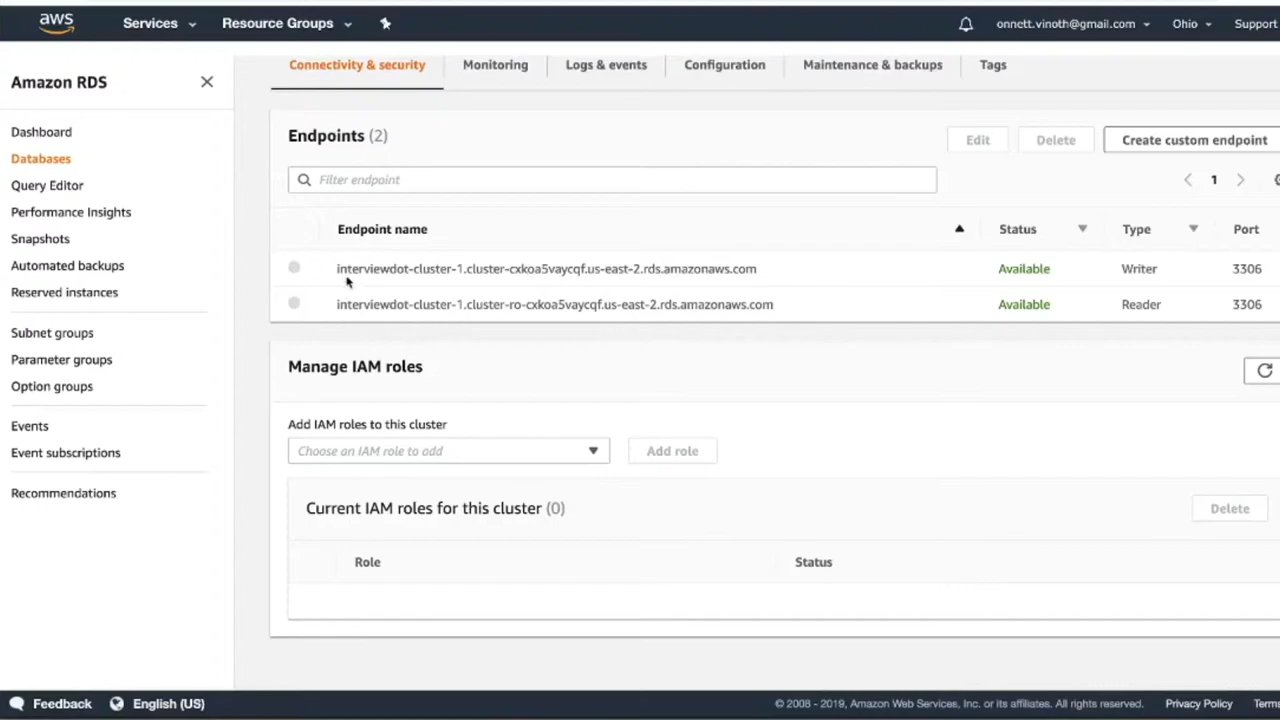 aws Services Resource Groups onnett.vinoth@gmail.com Ohio Support
Amazon RDS
Dashboard
Databases
Query Editor
Performance Insights
Snapshots
Automated backups
Reserved instances
Subnet groups
Parameter groups
Option groups
Events
Event subscriptions
Recommendations
Connectivity & security Monitoring Logs & events Configuration Maintenance & backups Tags
Endpoints (2) Edit Delete Create custom endpoint
Filter endpoint 1
Endpoint name Status Type Port
interviewdot-cluster-1.cluster-cxkoa5vaycqf.us-east-2.rds.amazonaws.com Available Writer 3306
interviewdot-cluster-1.cluster-ro-cxkoa5vaycqf.us-east-2.rds.amazonaws.com Available Reader 3306
Manage IAM roles
Add IAM roles to this cluster
Choose an IAM role to add Add role
Current IAM roles for this cluster (0) Delete
Role Status
Feedback English (US) © 2008 - 2019, Amazon Web Services, Inc. or its affiliates. All rights reserved. Privacy Policy Terms